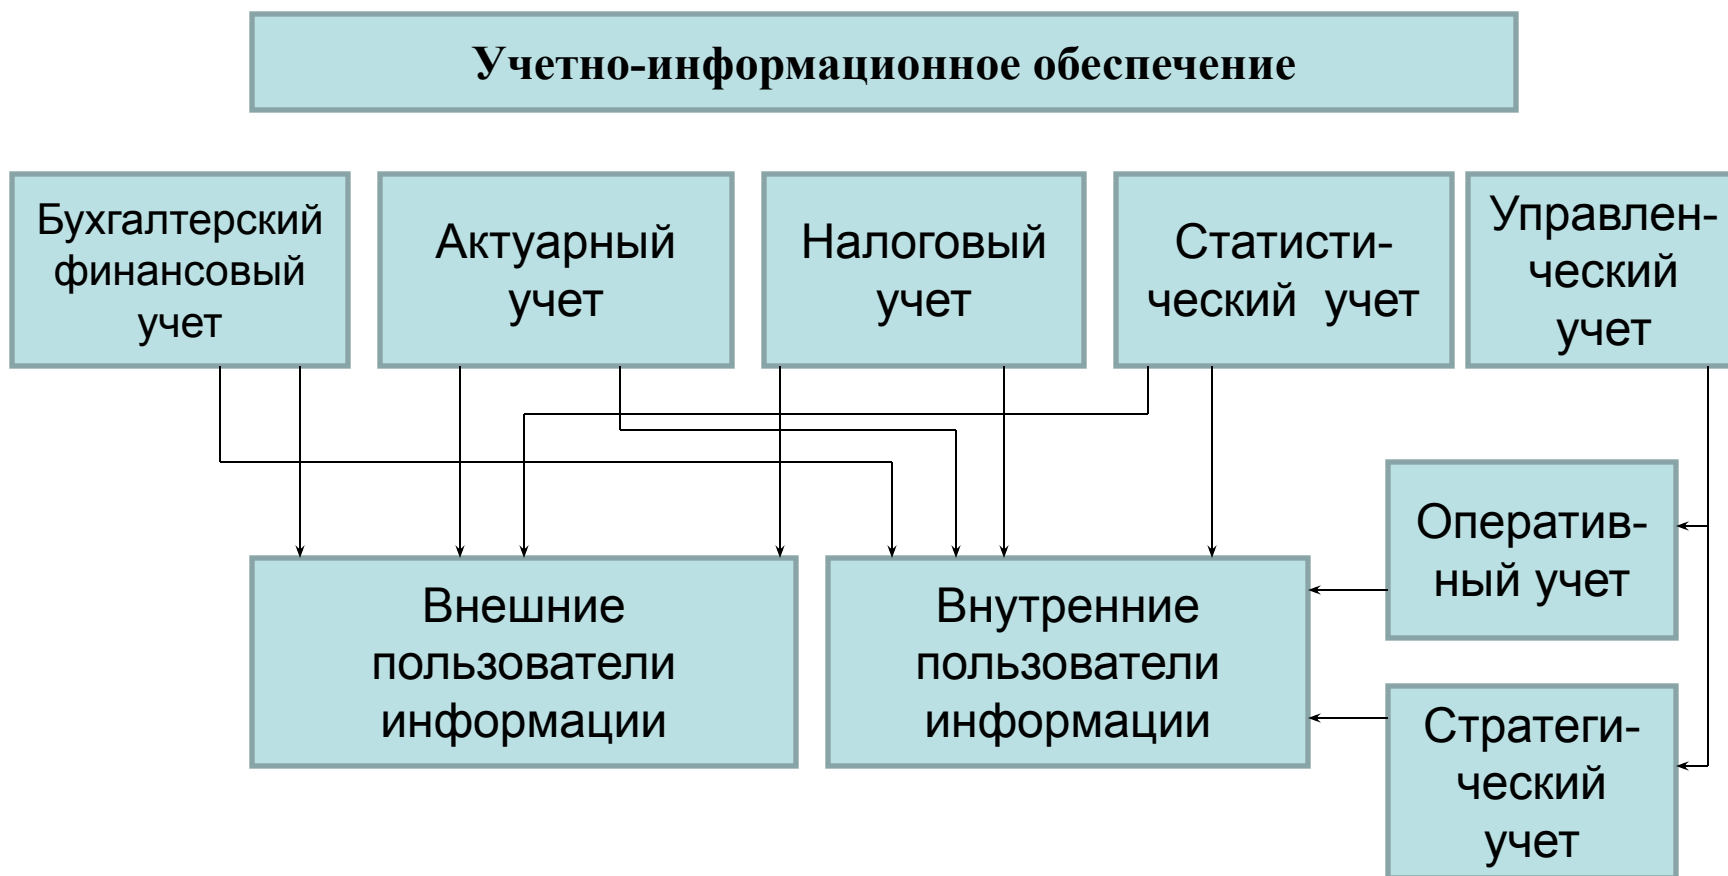 Учетно-информационное обеспечение
Бухгалтерский
финансовый
учет
Актуарный
учет
Налоговый
учет
Статисти-
ческий учет
Управлен-
ческий
учет
Оператив-
ный учет
Внешние
пользователи
информации
Внутренние
пользователи
информации
Стратеги-
ческий
учет